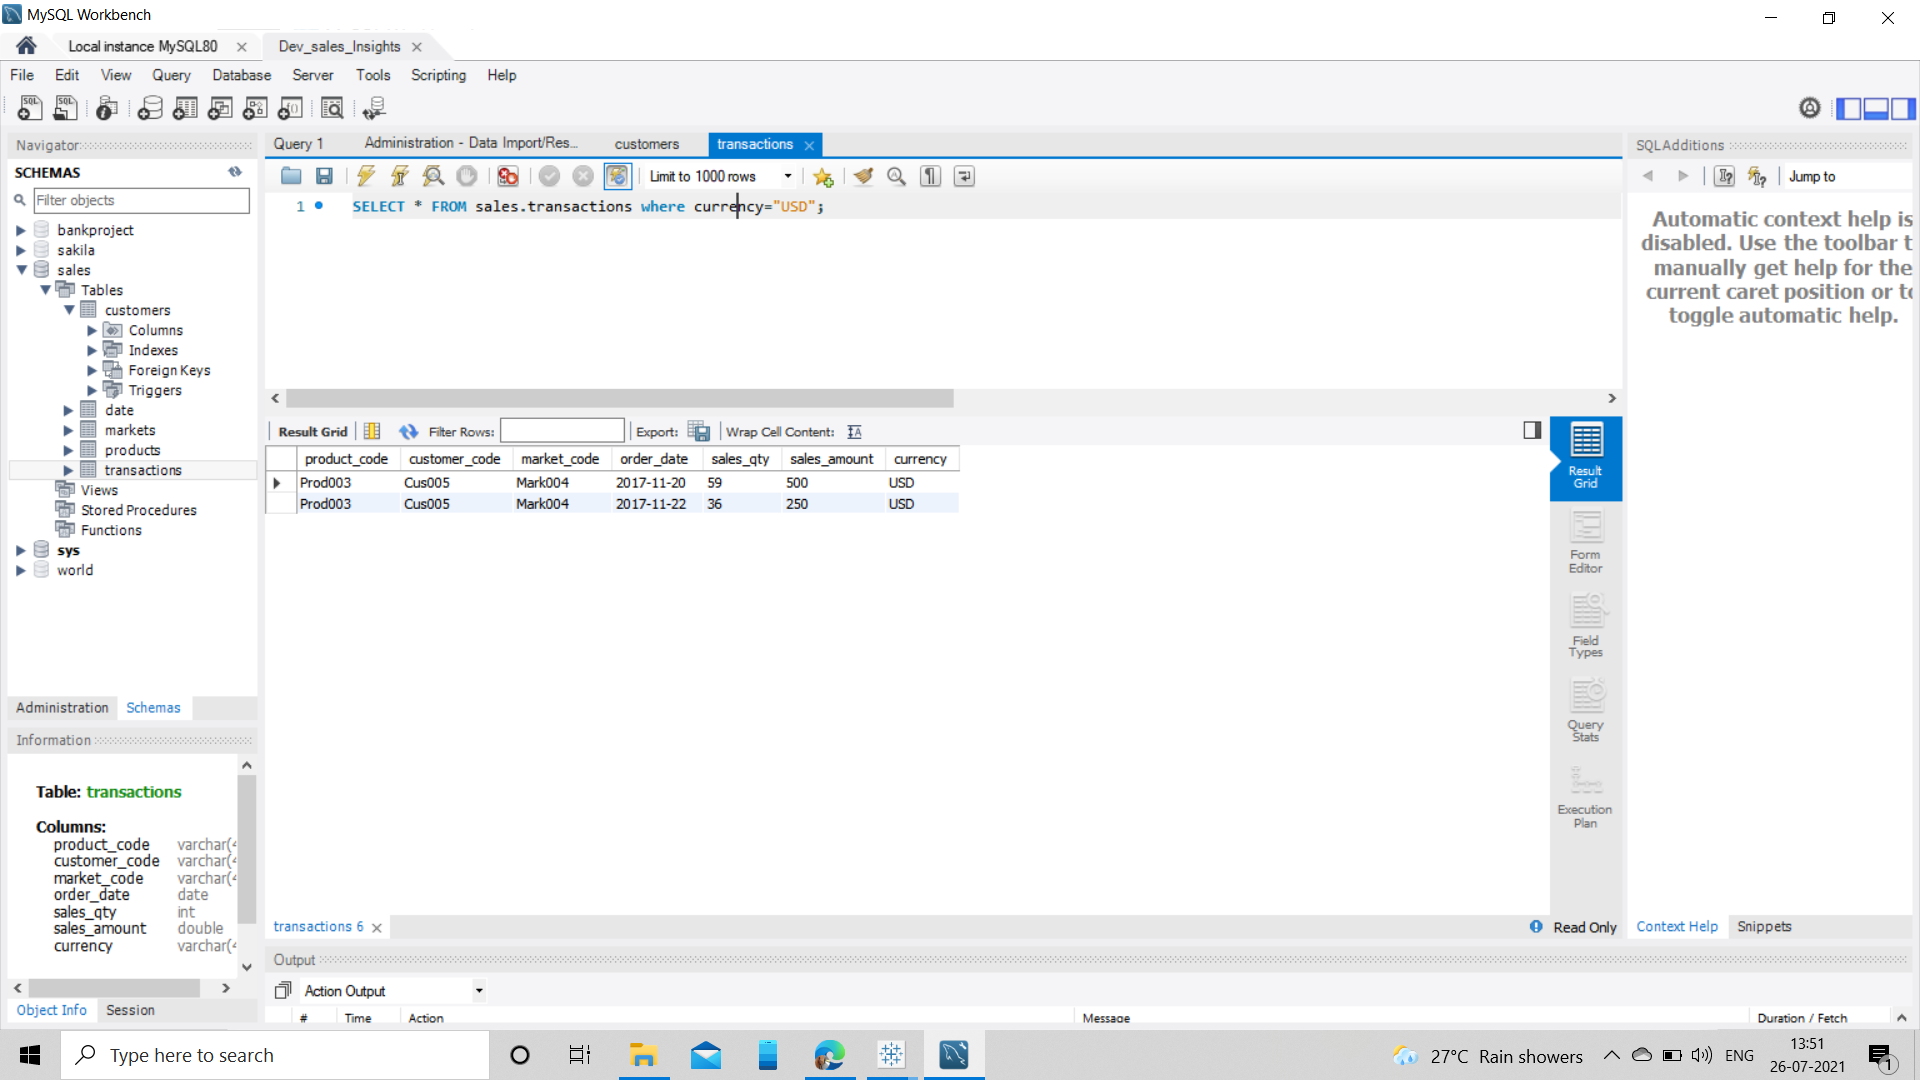 MySQL Workbench
Local instance MySQL80
Dev_sales_Insights
File Edit View Query Database Server Tools Scripting Help
Navigator
SCHEMAS
Filter objects
bankproject
sakila
sales
Tables
customers
Columns
Indexes
Foreign Keys
Triggers
date
markets
products
transactions
Views
Stored Procedures
Functions
sys
world
Administration Schemas
Information
Table: transactions
Columns:
product_code varchar(4
customer_code varchar(4
market_code varchar(4
order_date date
sales_qty int
sales_amount double
currency varchar(4
Object Info Session
Query 1 Administration - Data Import/Res... customers transactions
Limit to 1000 rows
1 SELECT * FROM sales.transactions where currency="USD";
Result Grid Filter Rows: Export: Wrap Cell Content:
product_code customer_code market_code order_date sales_qty sales_amount currency
Prod003 Cus005 Mark004 2017-11-20 59 500 USD
Prod003 Cus005 Mark004 2017-11-22 36 250 USD
Result
Grid
Form
Editor
Field
Types
Query
Stats
Execution
Plan
transactions 6
Read Only
Output
Action Output
# Time Action Message Duration / Fetch
SQLAdditions
Jump to
Automatic context help is
disabled. Use the toolbar t
manually get help for the
current caret position or to
toggle automatic help.
Context Help Snippets
Type here to search
27°C Rain showers
ENG
13:51
26-07-2021
1